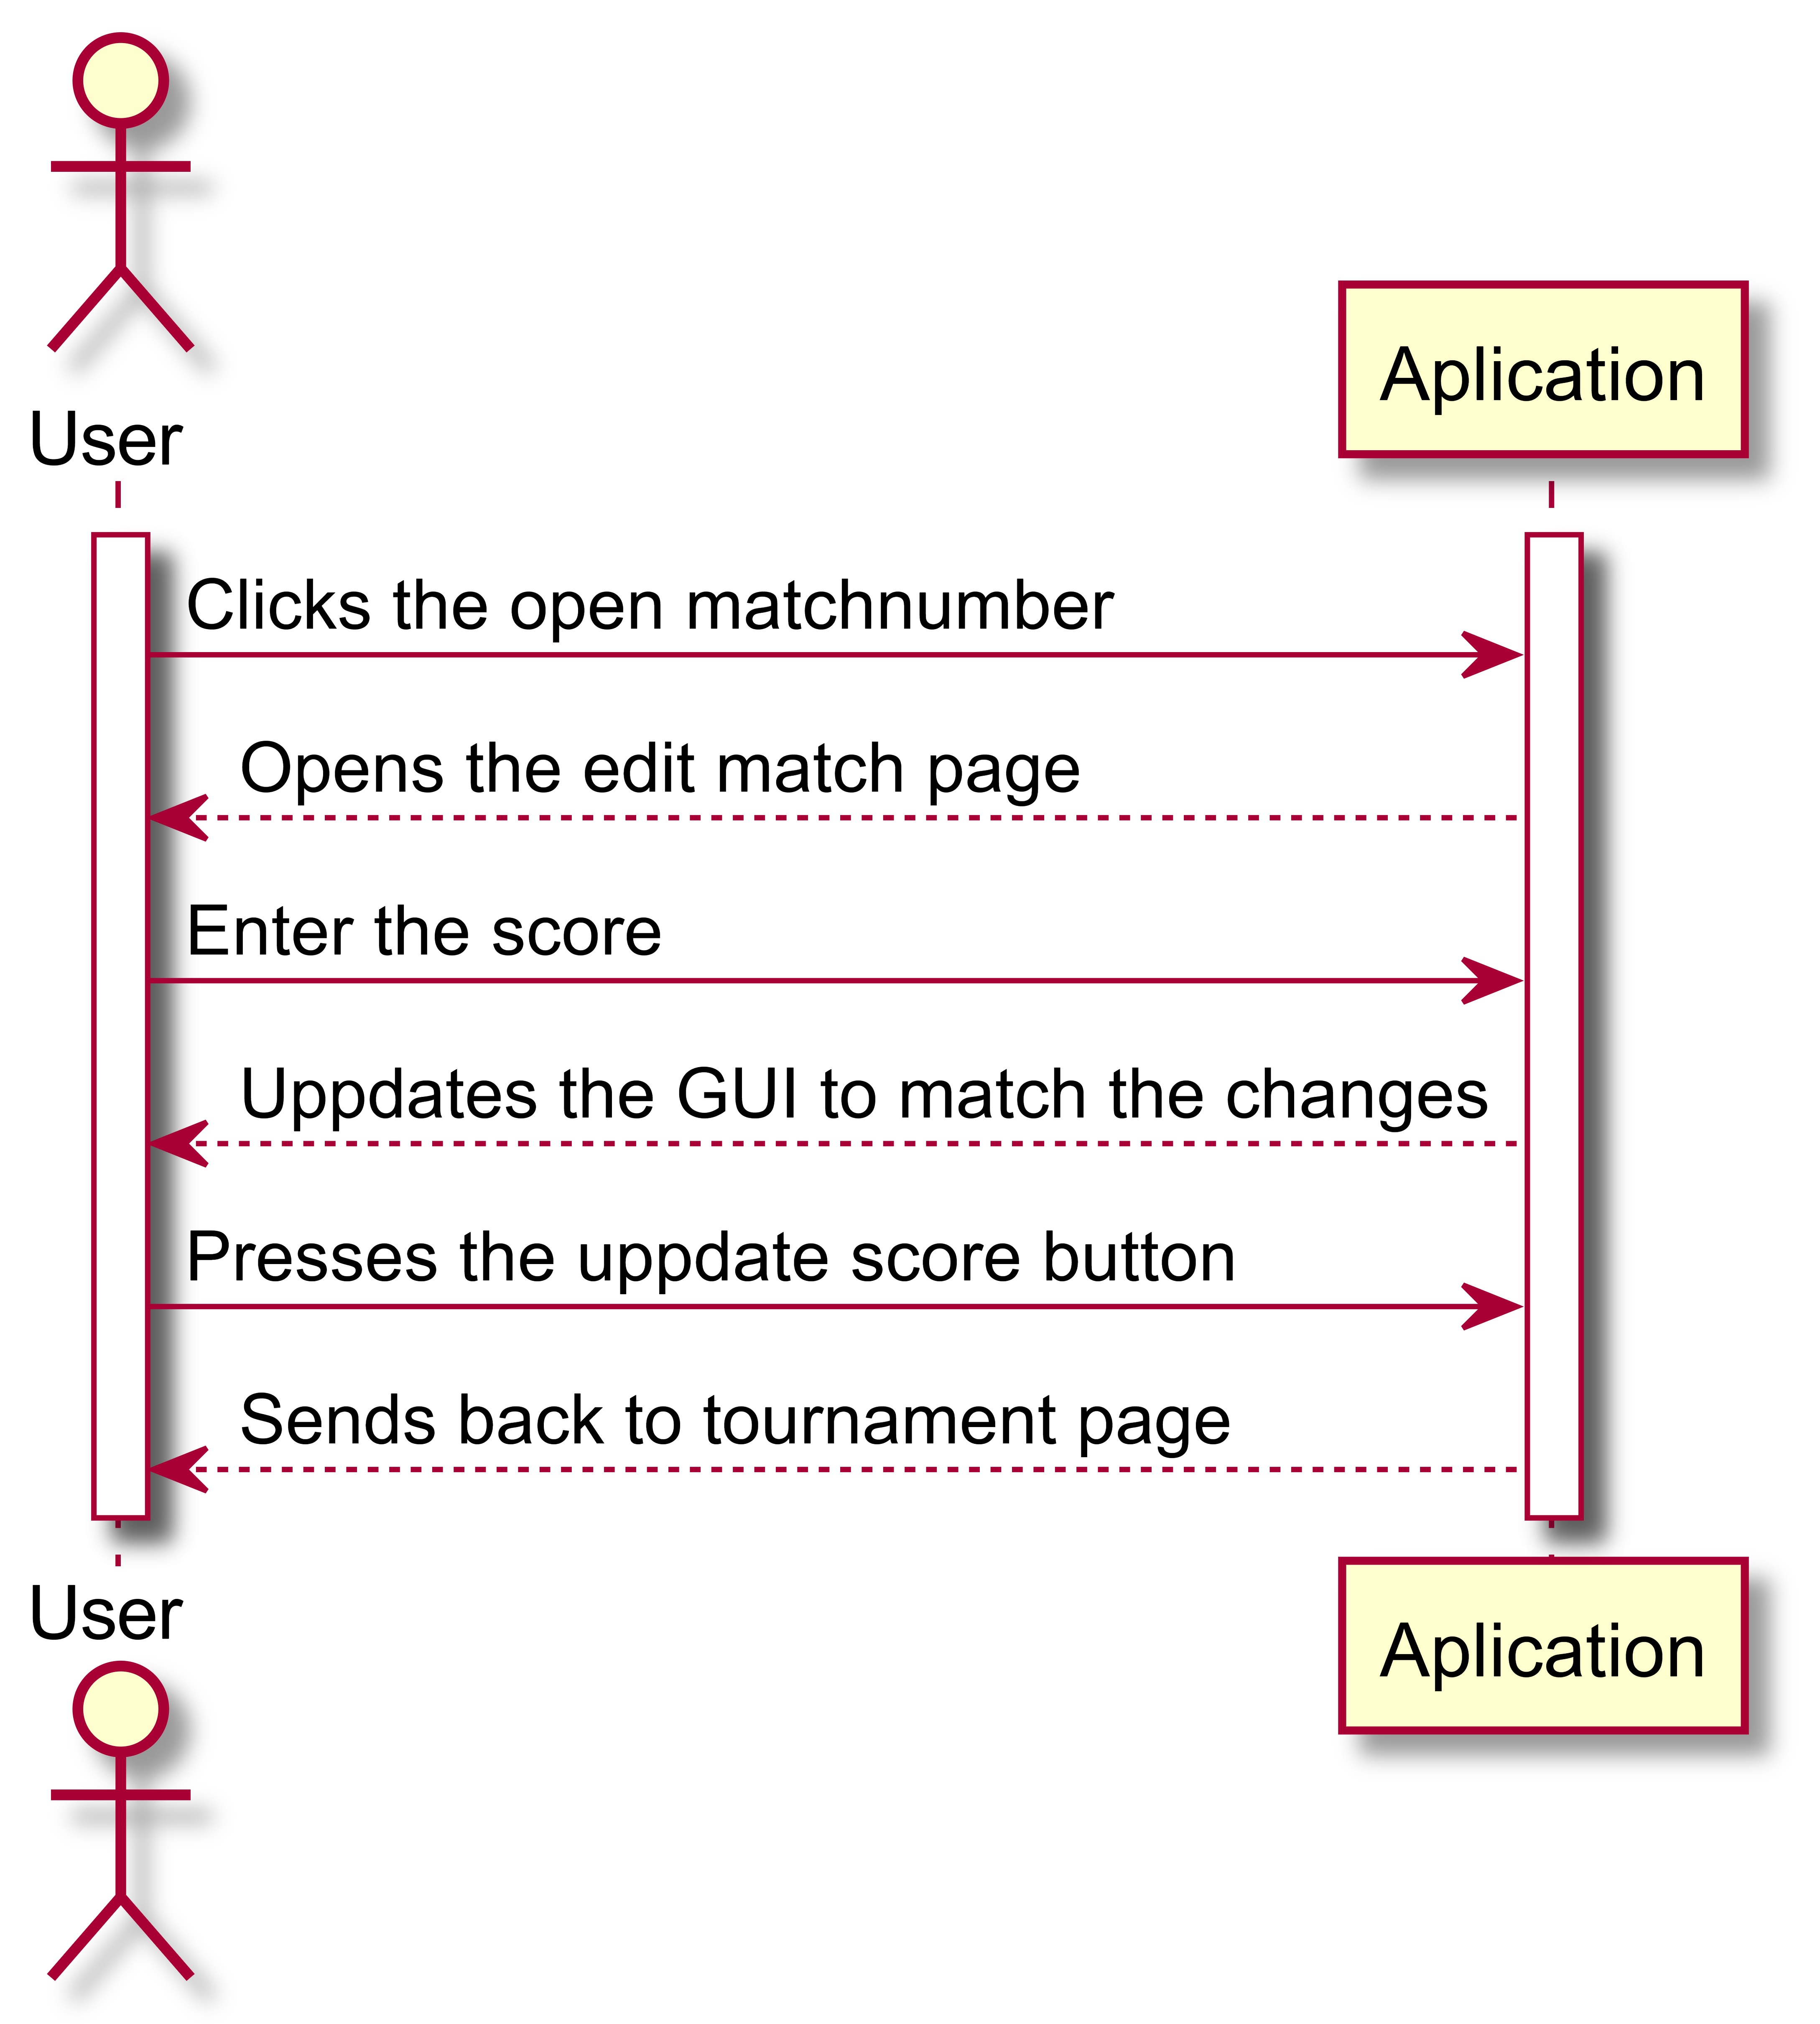 User
Aplication
Clicks the open matchnumber
Opens the edit match page
Enter the score
Uppdates the GUI to match the changes
Presses the uppdate score button
Sends back to tournament page
User
Aplication